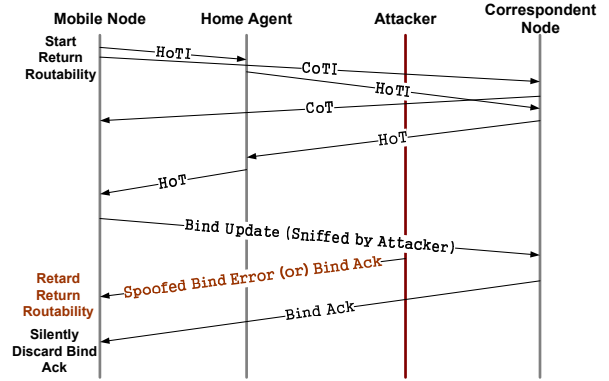 Mobile Node
Home Agent
Attacker
Correspondent
Node
Start
Return
Routability
HoTI
CoTI
HoTI
CoT
HoT
HoT
Bind Update (Sniffed by Attacker)
Spoofed Bind Error (or) Bind Ack
Retard
Return
Routability
Bind Ack
Silently
Discard Bind
Ack